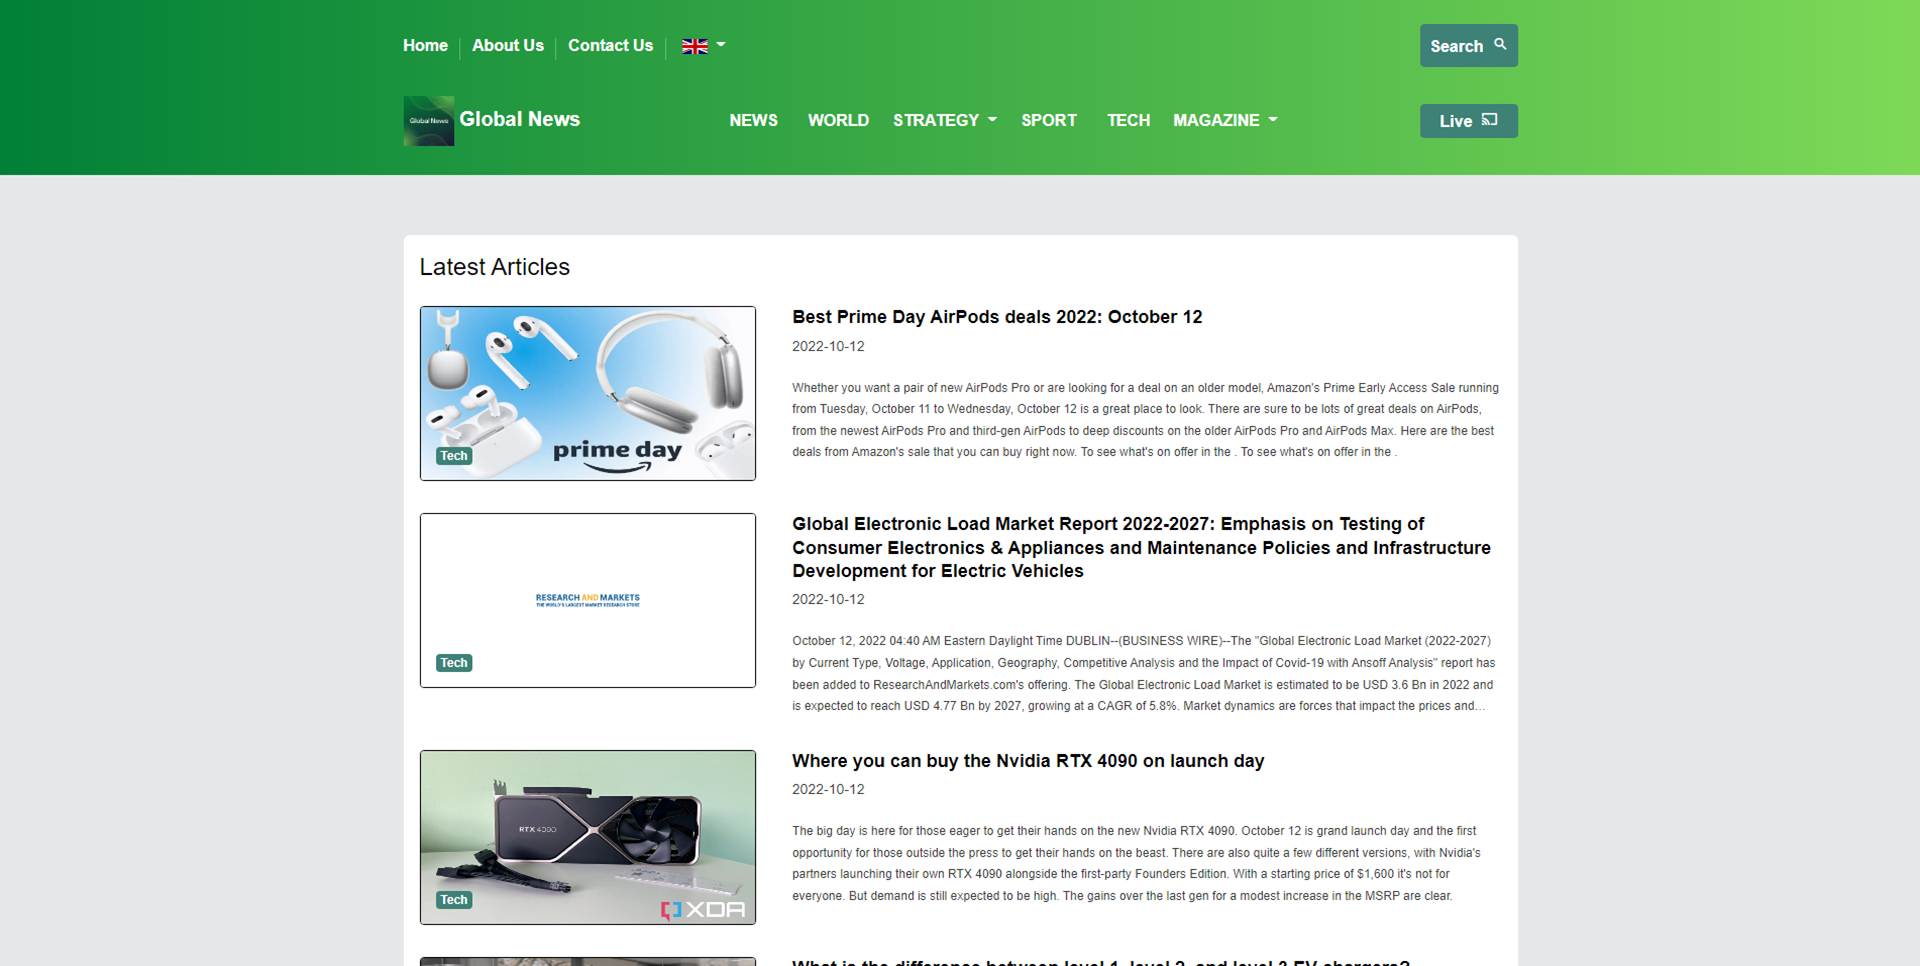 Home
About Us
Contact Us
Search
Global News
Global News
NEWS
WORLD
STRATEGY
SPORT
TECH
MAGAZINE
Live
Latest Articles
prime day
Tech
Best Prime Day AirPods deals 2022: October 12
2022-10-12
Whether you want a pair of new AirPods Pro or are looking for a deal on an older model, Amazon's Prime Early Access Sale running
from Tuesday, October 11 to Wednesday, October 12 is a great place to look. There are sure to be lots of great deals on AirPods,
from the newest AirPods Pro and third-gen AirPods to deep discounts on the older AirPods Pro and AirPods Max. Here are the best
deals from Amazon's sale that you can buy right now. To see what's on offer in the . To see what's on offer in the .
RESEARCH AND MARKETS
THE WORLD'S LARGEST MARKET RESEARCH STORE
Tech
Global Electronic Load Market Report 2022-2027: Emphasis on Testing of
Consumer Electronics & Appliances and Maintenance Policies and Infrastructure
Development for Electric Vehicles
2022-10-12
October 12, 2022 04:40 AM Eastern Daylight Time DUBLIN--(BUSINESS WIRE)--The "Global Electronic Load Market (2022-2027)
by Current Type, Voltage, Application, Geography, Competitive Analysis and the Impact of Covid-19 with Ansoff Analysis" report has
been added to ResearchAndMarkets.com's offering. The Global Electronic Load Market is estimated to be USD 3.6 Bn in 2022 and
is expected to reach USD 4.77 Bn by 2027, growing at a CAGR of 5.8%. Market dynamics are forces that impact the prices and...
RTX 4090
Tech
XDA
Where you can buy the Nvidia RTX 4090 on launch day
2022-10-12
The big day is here for those eager to get their hands on the new Nvidia RTX 4090. October 12 is grand launch day and the first
opportunity for those outside the press to get their hands on the beast. There are also quite a few different versions, with Nvidia's
partners launching their own RTX 4090 alongside the first-party Founders Edition. With a starting price of $1,600 it's not for
everyone. But demand is still expected to be high. The gains over the last gen for a modest increase in the MSRP are clear.
What is the difference between level 1, level 2, and level 3 EV chargers?